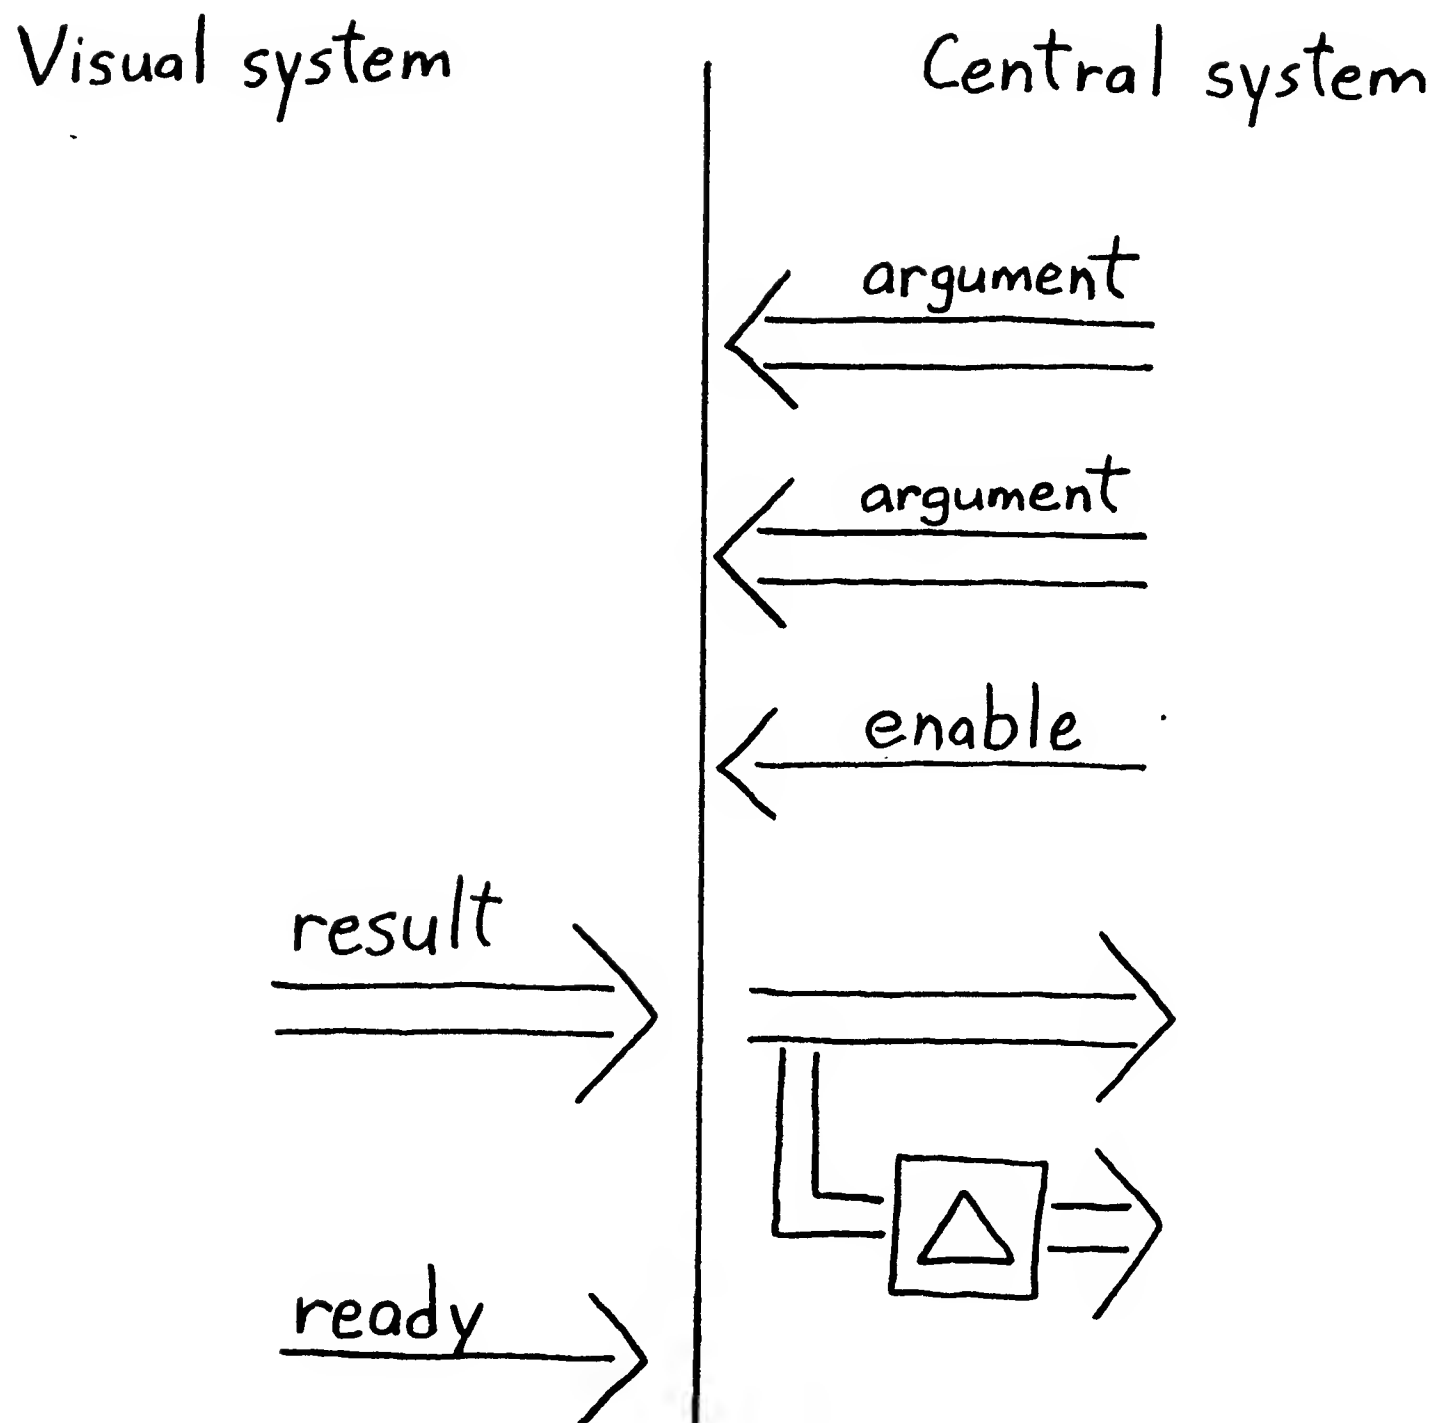 Visual system
Central system
argument
argument
enable
result
ready